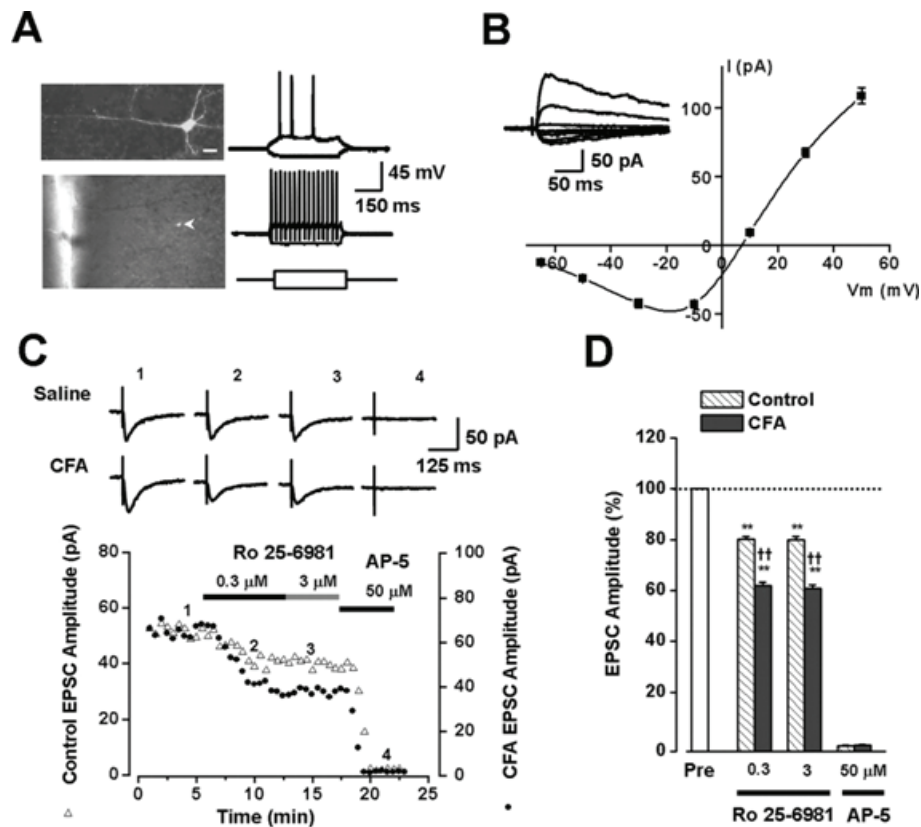 A
45 mV
150 ms
B
I (pA)
100
50
0
-50
-60
-40
-20
0
20
40
60
Vm (mV)
50 pA
50 ms
C
1 2 3 4
Saline
CFA
50 pA
125 ms
Ro 25-6981
AP-5
0.3 μM
3 μM
50 μM
Control EPSC Amplitude (pA)
80
60
40
20
0
1
2
3
4
100
80
60
40
20
0
CFA EPSC Amplitude (pA)
0 5 10 15 20 25
Time (min)
D
Control
CFA
EPSC Amplitude (%)
120
100
80
60
40
20
0
**
††
**
**
††
**
Pre
0.3 3 50 μM
Ro 25-6981 AP-5